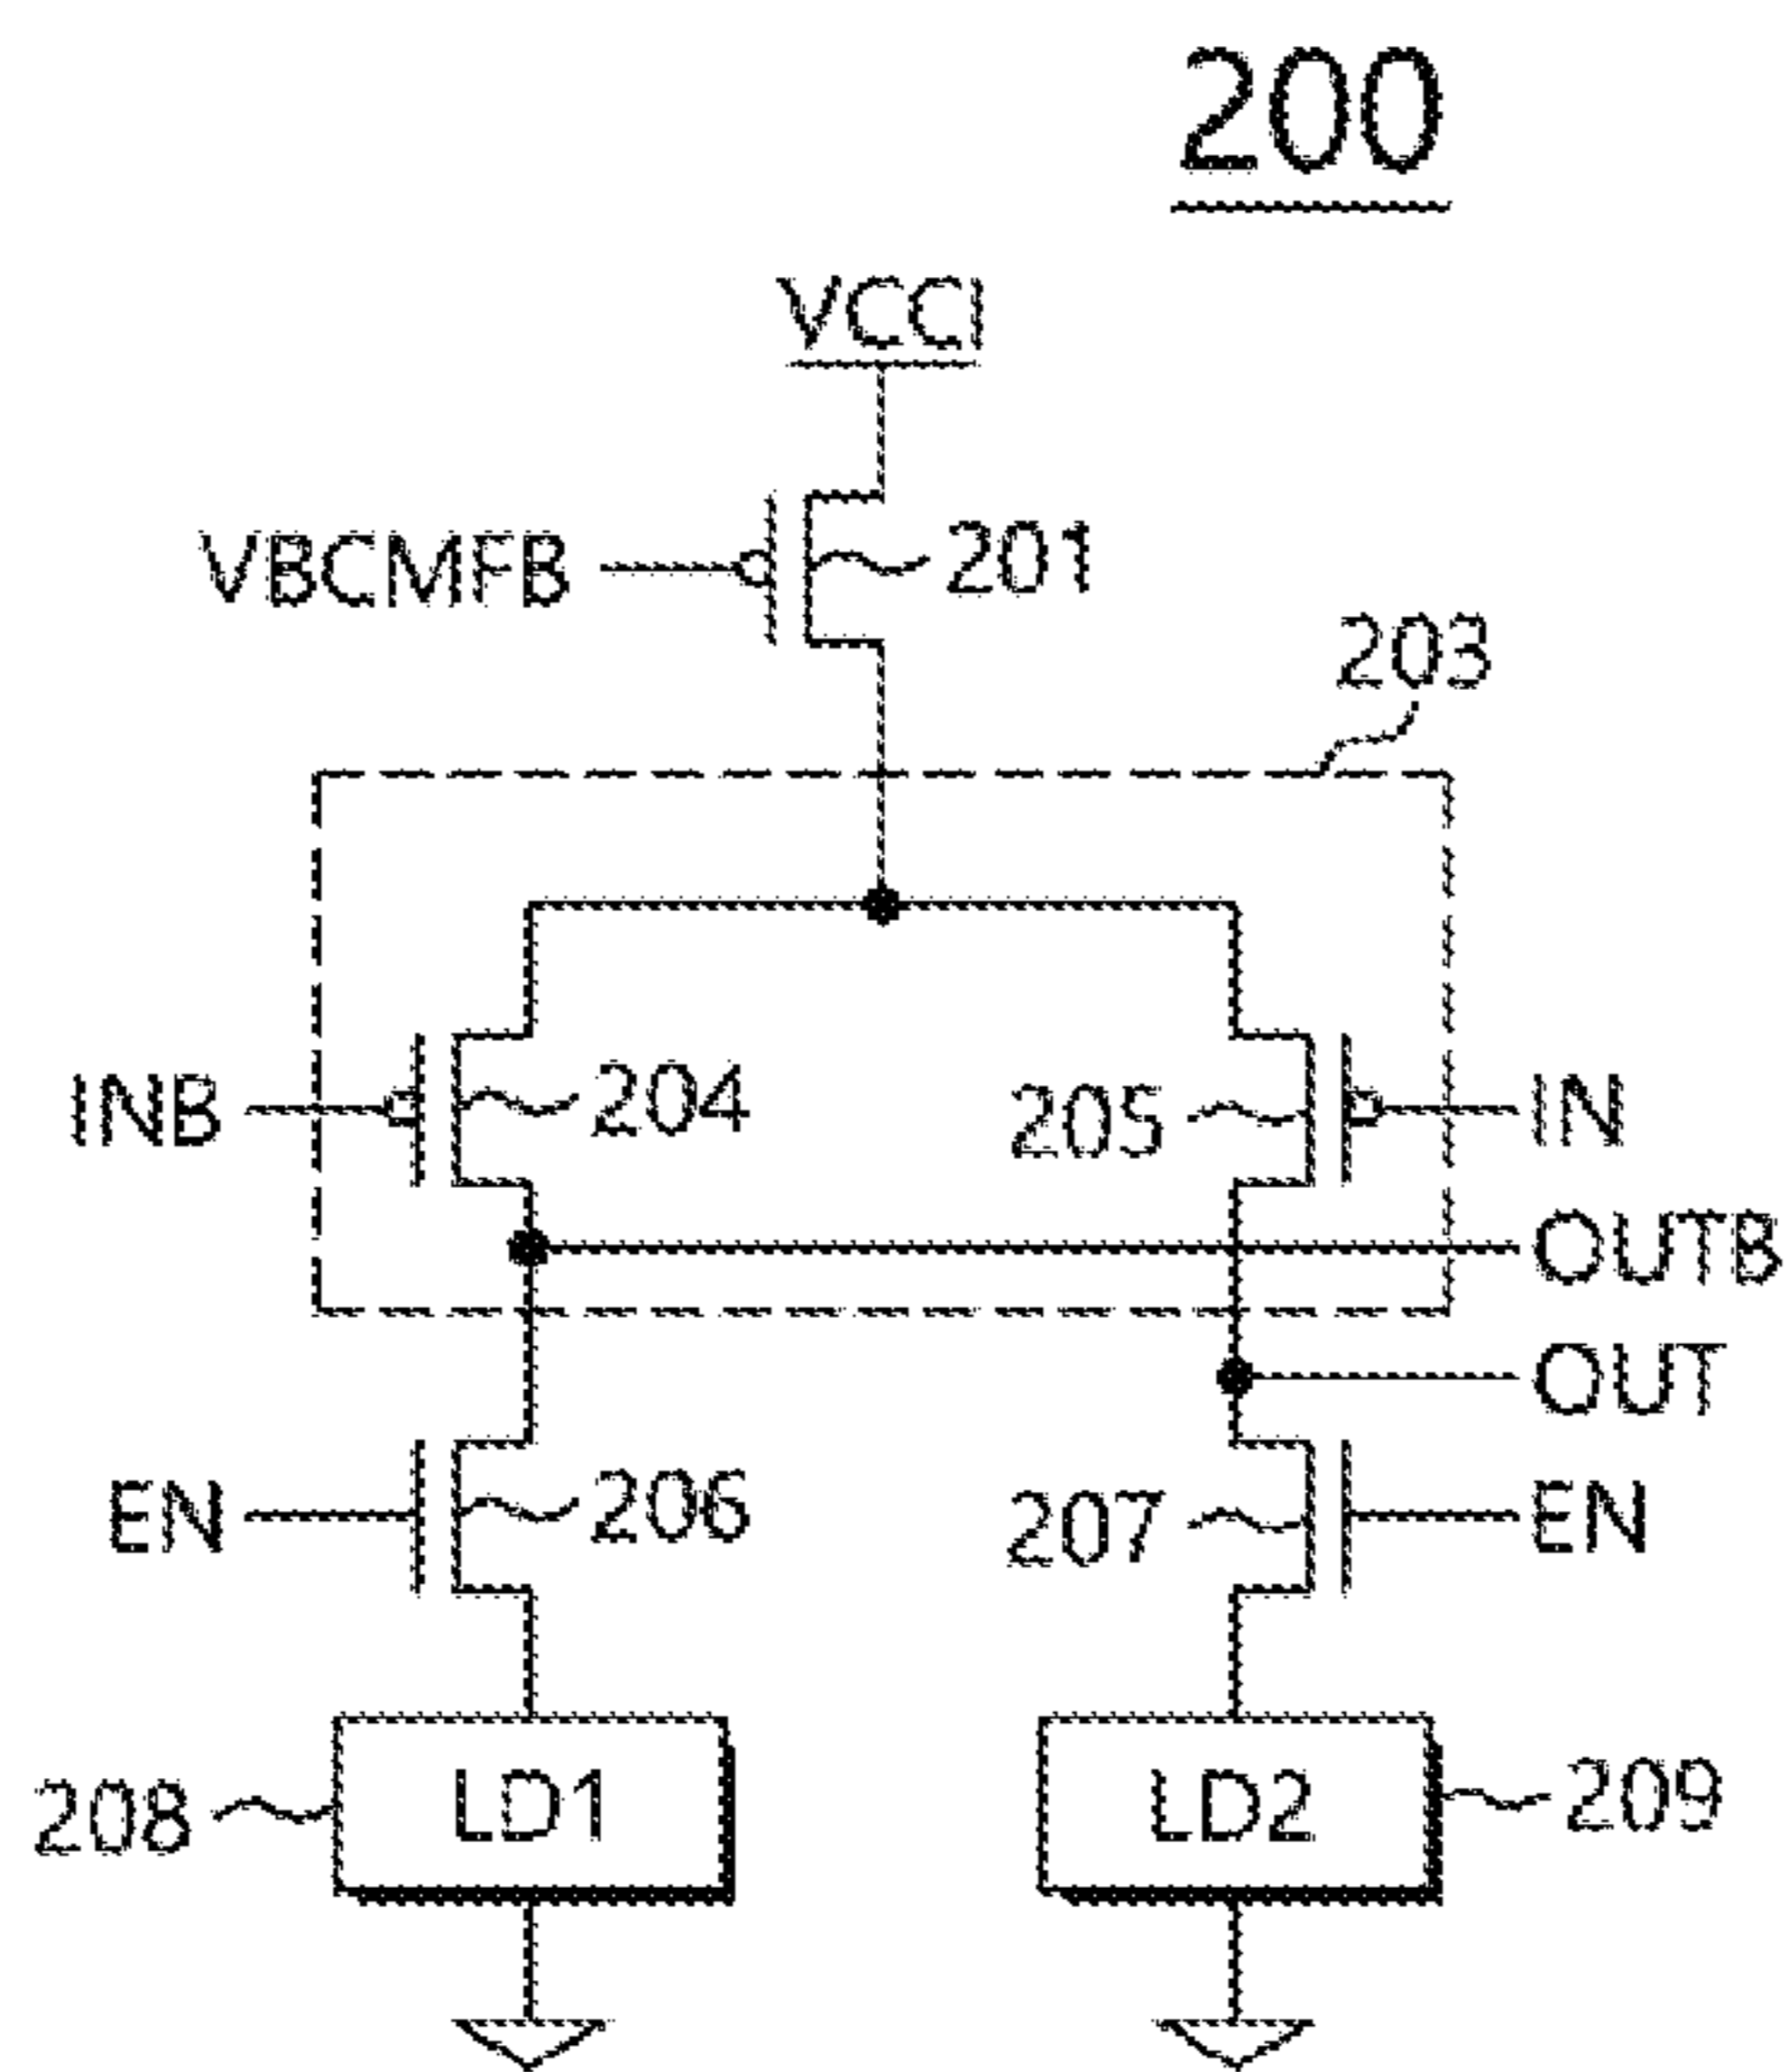 200
VCCI
VBCMFB
201
203
INB
204
205
IN
OUTB
OUT
EN
206
207
EN
208
LD1
LD2
209